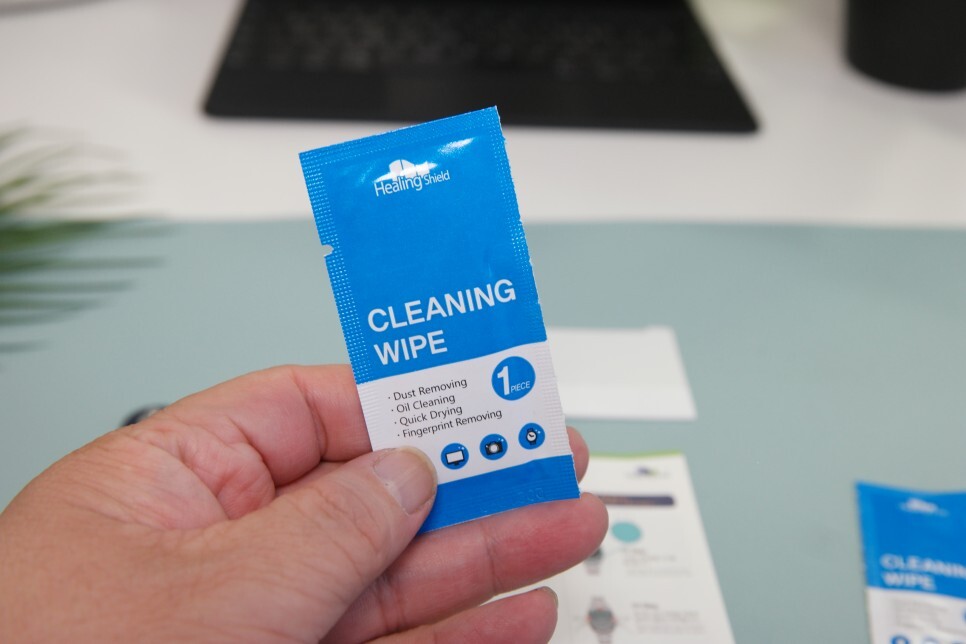 Healing Shield
CLEANING
WIPE
· Dust Removing
· Oil Cleaning
· Quick Drying
· Fingerprint Removing
1 PIECE
CLEANING
WIPE